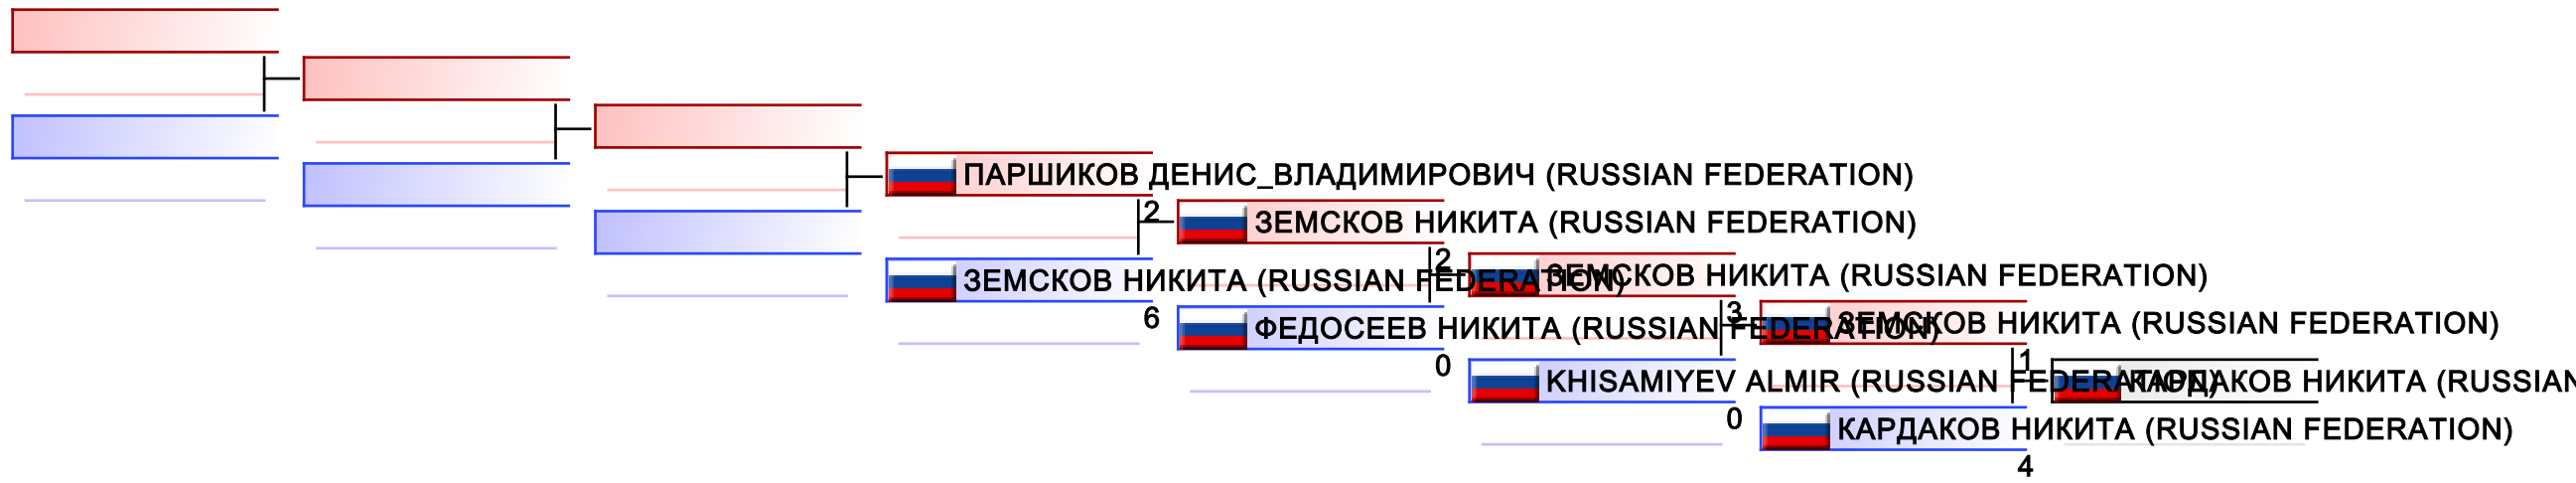 ПАРШИКОВ ДЕНИС_ВЛАДИМИРОВИЧ (RUSSIAN FEDERATION)
2
ЗЕМСКОВ НИКИТА (RUSSIAN FEDERATION)
2
ЗЕМСКОВ НИКИТА (RUSSIAN FEDERATION)
ЗЕМСКОВ НИКИТА (RUSSIAN FEDERATION)
6
3
ЗЕМСКОВ НИКИТА (RUSSIAN FEDERATION)
ФЕДОСЕЕВ НИКИТА (RUSSIAN FEDERATION)
0
1
KHISAMIYEV ALMIR (RUSSIAN FEDERATION)
КАРДАКОВ НИКИТА (RUSSIAN
0
КАРДАКОВ НИКИТА (RUSSIAN FEDERATION)
4